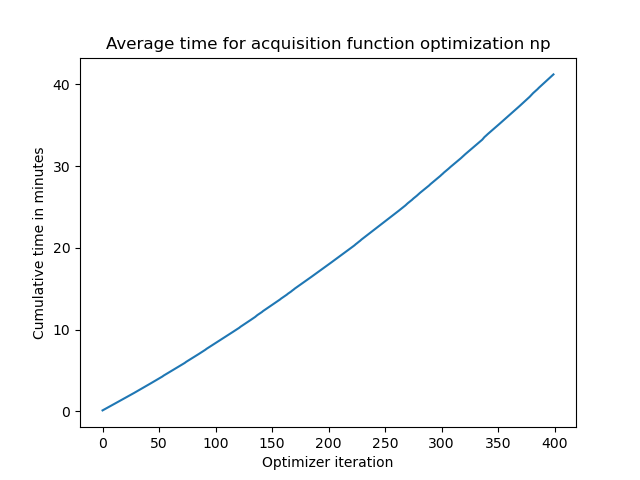 Average time for acquisition function optimization np
40
30
20
10
0
Cumulative time in minutes
0 50 100 150 200 250 300 350 400
Optimizer iteration